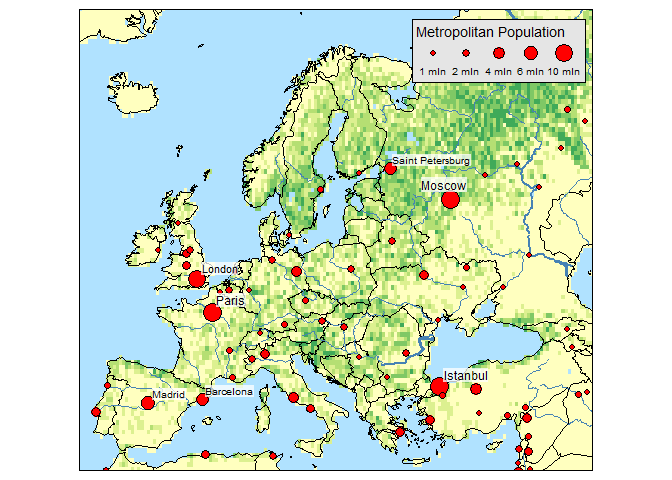 Metropolitan Population
1 mln 2 mln 4 mln 6 mln 10 mln
Saint Petersburg
Moscow
London
Paris
Istanbul
Madrid
Barcelona